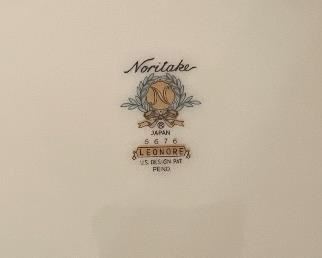 Noritake
N
®
JAPAN
5676
LEONORE
U.S. DESIGN PAT.
PEND.